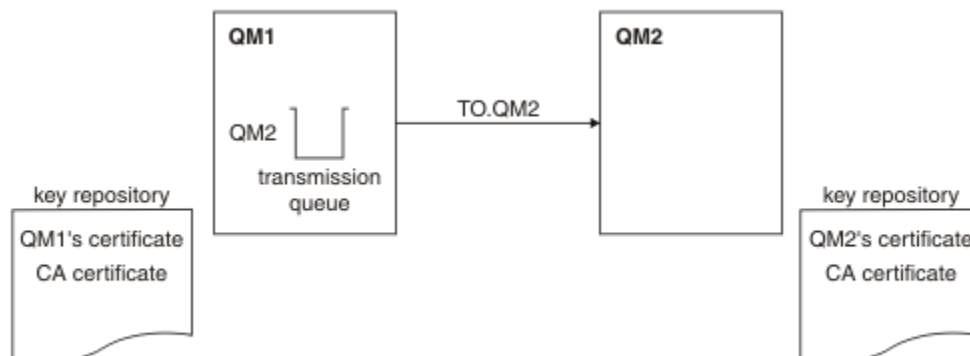 QM1
QM2
TO.QM2
QM2
transmission
queue
key repository
QM1's certificate
CA certificate
key repository
QM2's certificate
CA certificate